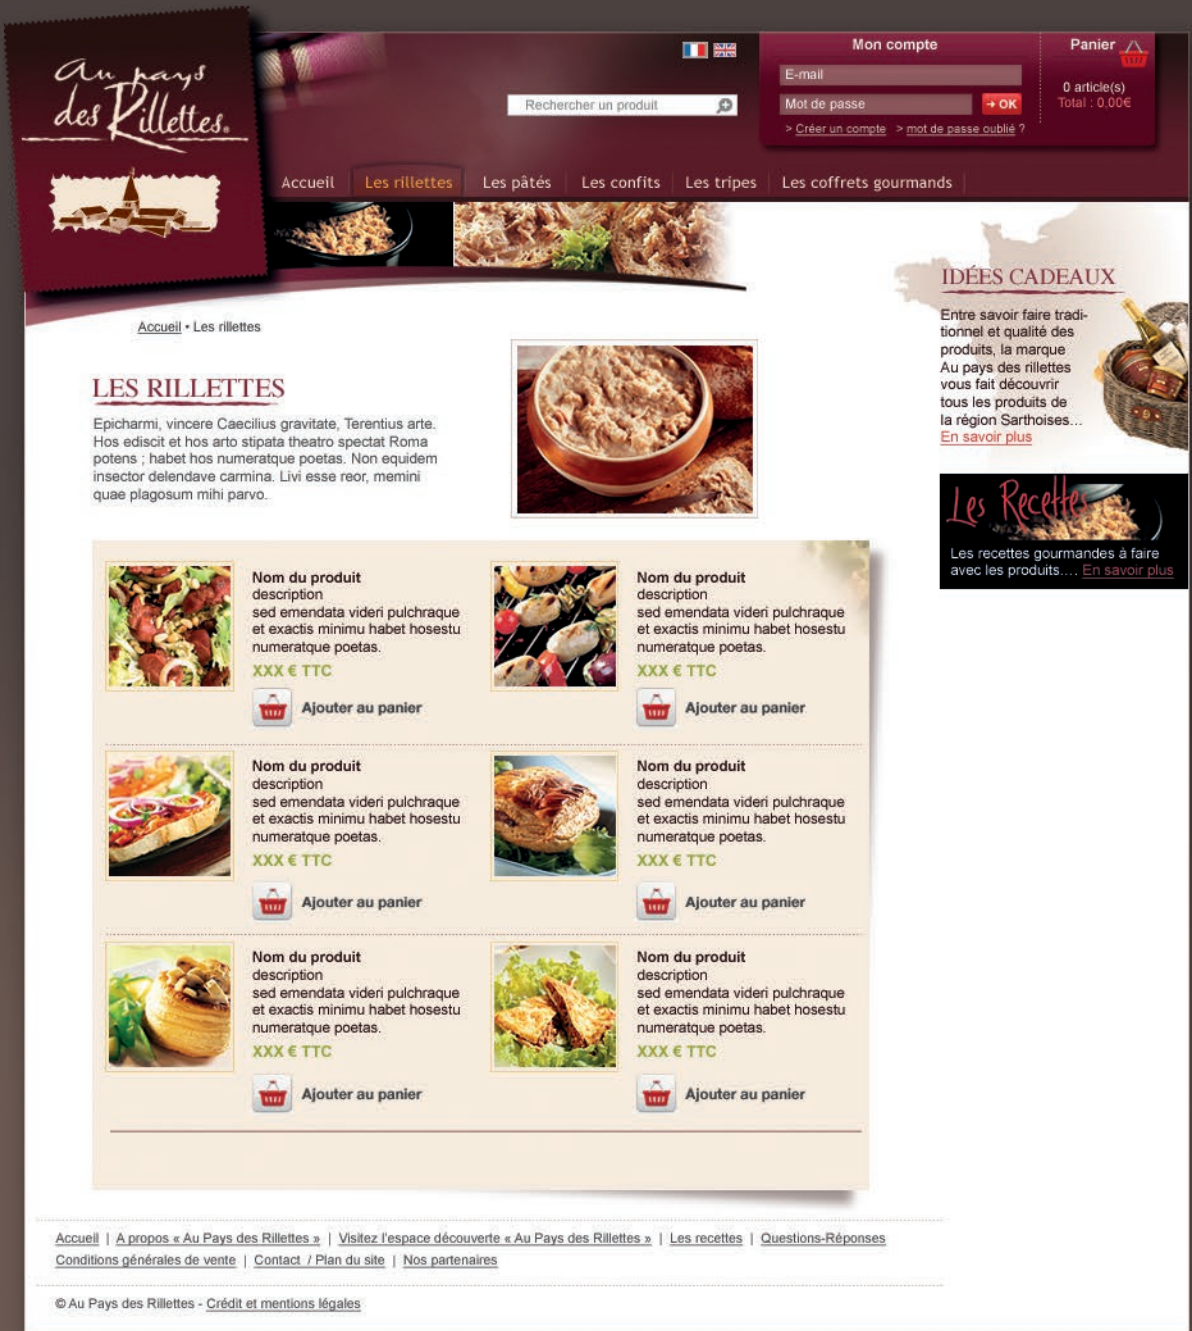 Au pays
des Rillettes®
Rechercher un produit
Mon compte
E-mail
Mot de passe
OK
> Créer un compte > mot de passe oublié ?
Panier
0 article(s)
Total : 0,00€
Accueil Les rillettes Les pâtés Les confits Les tripes Les coffrets gourmands
Accueil • Les rillettes
LES RILLETTES
Epicharmi, vincere Caecilius gravitate, Terentius arte.
Hos ediscit et hos arto stipata theatro spectat Roma
potens ; habet hos numeratque poetas. Non equidem
insector delendave carmina. Livi esse reor, memini
quae plagosum mihi parvo.
IDÉES CADEAUX
Entre savoir faire tradi-
tionnel et qualité des
produits, la marque
Au pays des rillettes
vous fait découvrir
tous les produits de
la région Sarthoises...
En savoir plus
Les Recettes
Les recettes gourmandes à faire
avec les produits.... En savoir plus
Nom du produit
description
sed emendata videri pulchraque
et exactis minimu habet hosestu
numeratque poetas.
XXX € TTC
Ajouter au panier
Nom du produit
description
sed emendata videri pulchraque
et exactis minimu habet hosestu
numeratque poetas.
XXX € TTC
Ajouter au panier
Nom du produit
description
sed emendata videri pulchraque
et exactis minimu habet hosestu
numeratque poetas.
XXX € TTC
Ajouter au panier
Nom du produit
description
sed emendata videri pulchraque
et exactis minimu habet hosestu
numeratque poetas.
XXX € TTC
Ajouter au panier
Nom du produit
description
sed emendata videri pulchraque
et exactis minimu habet hosestu
numeratque poetas.
XXX € TTC
Ajouter au panier
Nom du produit
description
sed emendata videri pulchraque
et exactis minimu habet hosestu
numeratque poetas.
XXX € TTC
Ajouter au panier
Accueil | A propos « Au Pays des Rillettes » | Visitez l'espace découverte « Au Pays des Rillettes » | Les recettes | Questions-Réponses
Conditions générales de vente | Contact / Plan du site | Nos partenaires
© Au Pays des Rillettes - Crédit et mentions légales